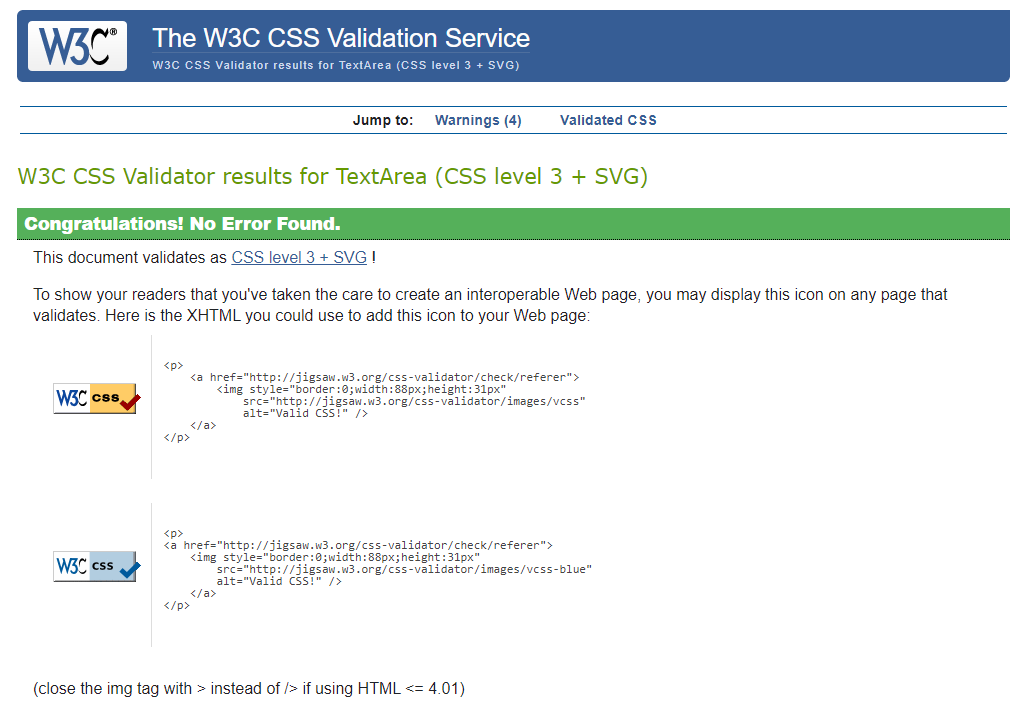 W3C®
The W3C CSS Validation Service
W3C CSS Validator results for TextArea (CSS level 3 + SVG)
Jump to: Warnings (4) Validated CSS
W3C CSS Validator results for TextArea (CSS level 3 + SVG)
Congratulations! No Error Found.
This document validates as CSS level 3 + SVG !
To show your readers that you've taken the care to create an interoperable Web page, you may display this icon on any page that
validates. Here is the XHTML you could use to add this icon to your Web page:
W3C css
<p>
<a href="http://jigsaw.w3.org/css-validator/check/referer">
<img style="border:0;width:88px;height:31px"
src="http://jigsaw.w3.org/css-validator/images/vcss"
alt="Valid CSS!" />
</a>
</p>
W3C css
<p>
<a href="http://jigsaw.w3.org/css-validator/check/referer">
<img style="border:0;width:88px;height:31px"
src="http://jigsaw.w3.org/css-validator/images/vcss-blue"
alt="Valid CSS!" />
</a>
</p>
(close the img tag with > instead of /> if using HTML <= 4.01)